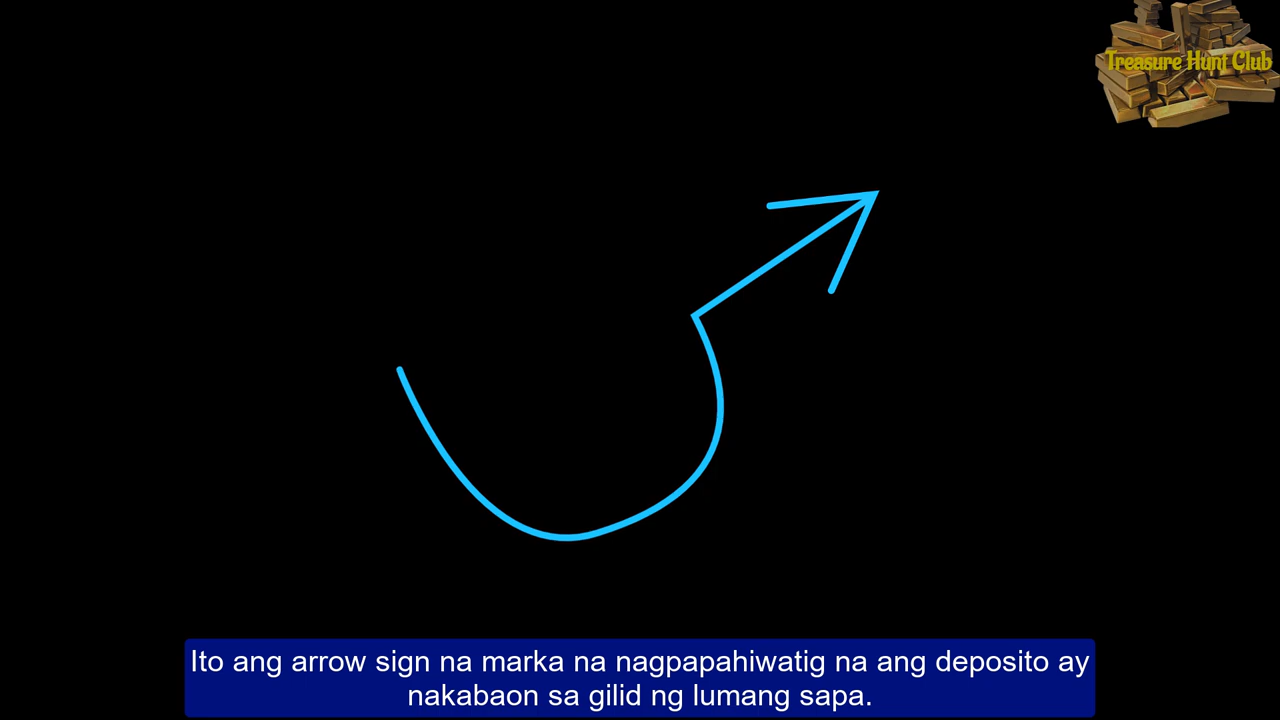 Treasure Hunt Club
Ito ang arrow sign na marka na nagpapahiwatig na ang deposito ay
nakabaon sa gilid ng lumang sapa.